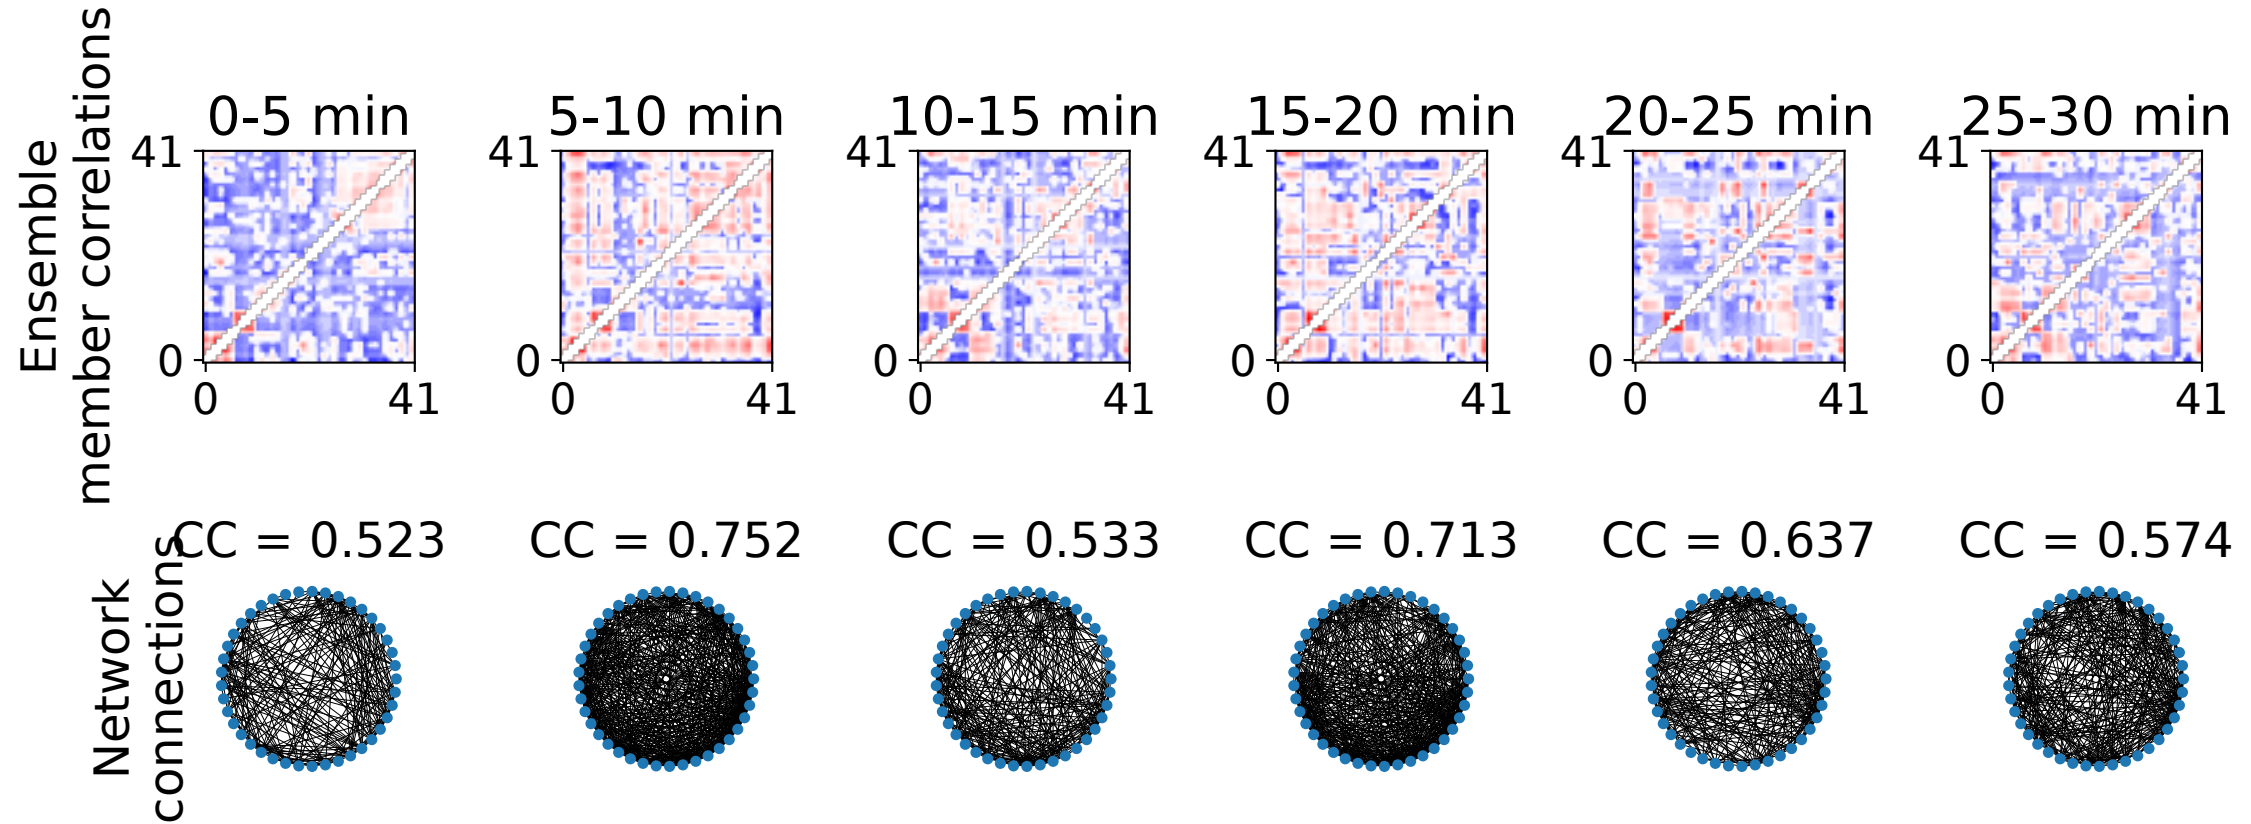 Ensemble
member correlations
0-5 min
5-10 min
10-15 min
15-20 min
20-25 min
25-30 min
41
41
41
41
41
41
0
0
0
0
0
0
0 41
0 41
0 41
0 41
0 41
0 41
Network
connections
CC = 0.523
CC = 0.752
CC = 0.533
CC = 0.713
CC = 0.637
CC = 0.574